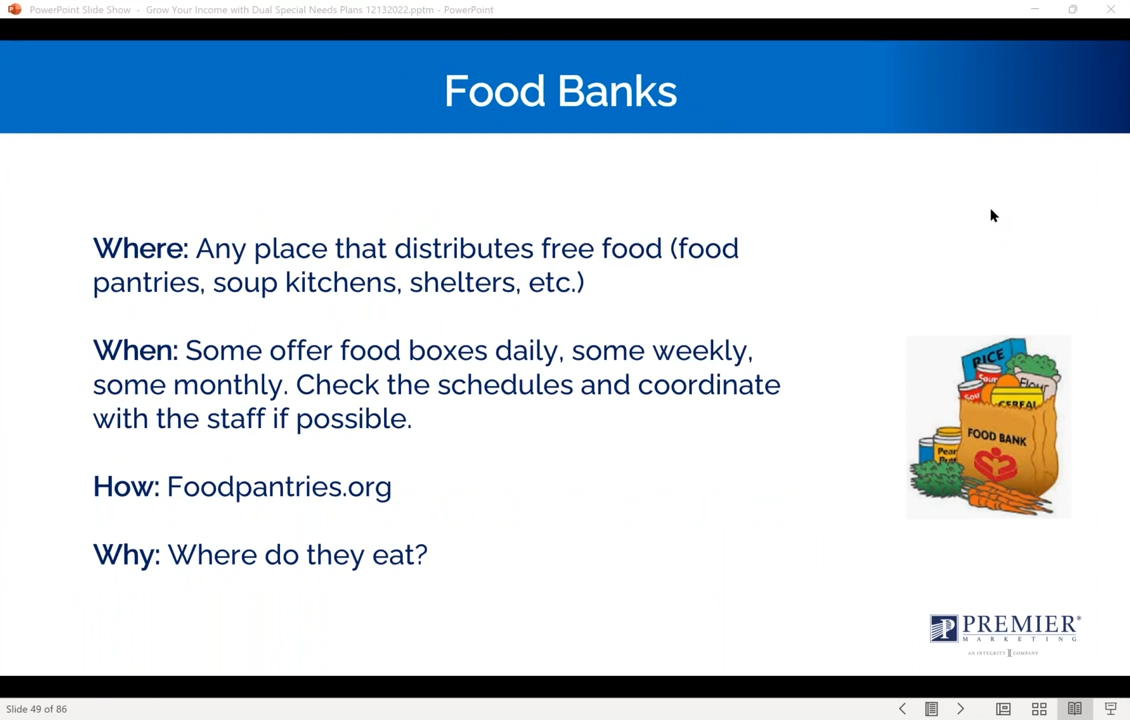 PowerPoint Slide Show - Grow Your Income with Dual Special Needs Plans 12132022.pptm - PowerPoint
Food Banks
Where: Any place that distributes free food (food
pantries, soup kitchens, shelters, etc.)
When: Some offer food boxes daily, some weekly,
some monthly. Check the schedules and coordinate
with the staff if possible.
How: Foodpantries.org
Why: Where do they eat?
RICE
FLOUR
CEREAL
FOOD BANK
PREMIER®
MARKETING
AN INTEGRITY COMPANY
Slide 49 of 86